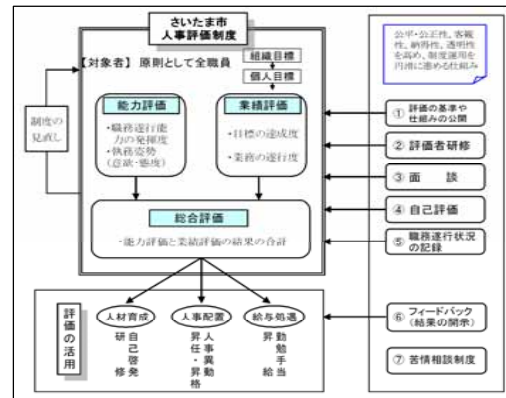 さいたま市
人事評価制度
【対象者】 原則として全職員
組織目標
個人目標
能力評価
・職務遂行能
力の発揮度
・執務姿勢
(意欲・態度)
業績評価
・目標の達成度
・業務の遂行度
総合評価
・能力評価と業績評価の結果の合計
制度の
見直し
評価の活用
人材育成
研修
自己啓発
人事配置
昇任・昇格
人事異動
給与処遇
昇給
勤勉手当
公平・公正性、客観
性、納得性、透明性
を高め、制度運用を
円滑に進める仕組み
① 評価の基準や
仕組みの公開
② 評価者研修
③ 面 談
④ 自己評価
⑤ 職務遂行状況
の記録
⑥ フィードバック
(結果の開示)
⑦ 苦情相談制度